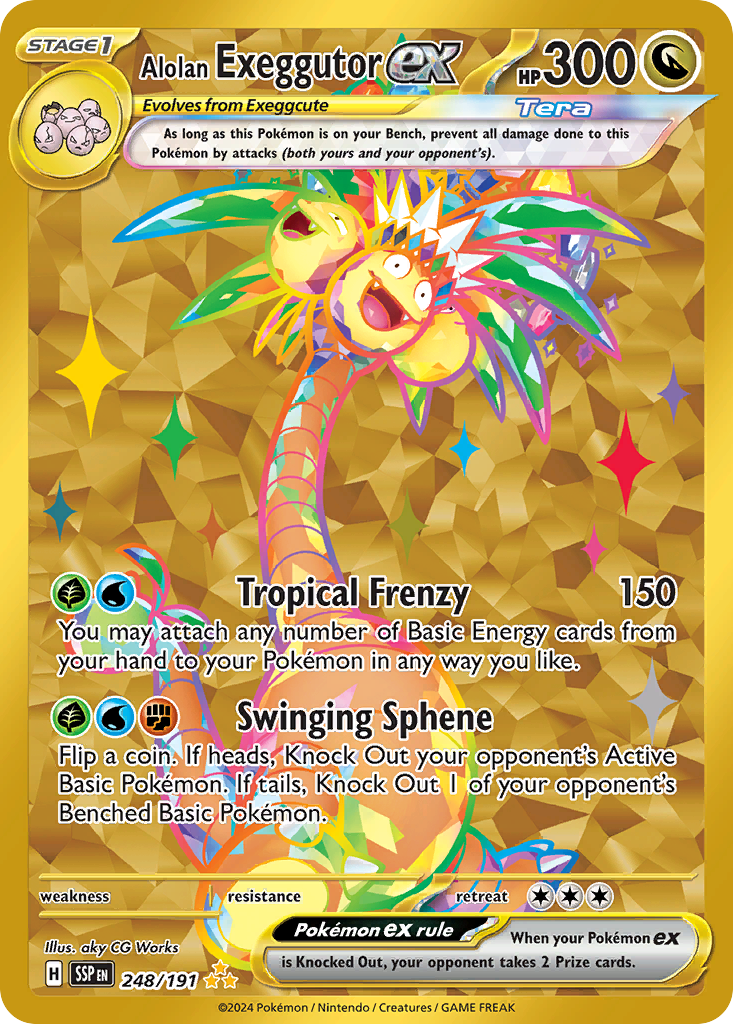 STAGE 1
Alolan Exeggutor ex HP 300
Evolves from Exeggcute
Tera
As long as this Pokémon is on your Bench, prevent all damage done to this
Pokémon by attacks (both yours and your opponent's).
Tropical Frenzy 150
You may attach any number of Basic Energy cards from
your hand to your Pokémon in any way you like.
Swinging Sphene
Flip a coin. If heads, Knock Out your opponent's Active
Basic Pokémon. If tails, Knock Out 1 of your opponent's
Benched Basic Pokémon.
weakness resistance retreat
Illus. aky CG Works
Pokémon ex rule
When your Pokémon ex
is Knocked Out, your opponent takes 2 Prize cards.
H SSP EN 248/191
©2024 Pokémon / Nintendo / Creatures / GAME FREAK